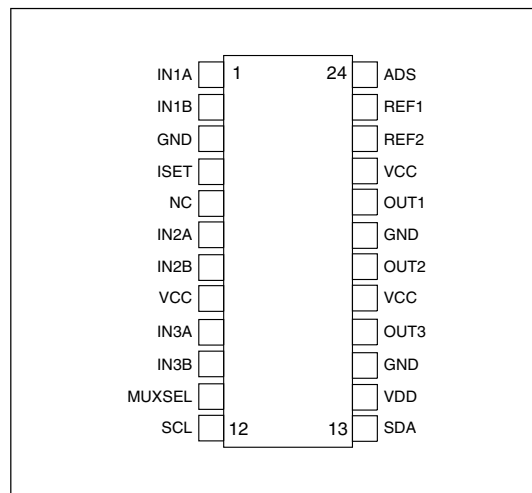 IN1A 1 24 ADS
IN1B REF1
GND REF2
ISET VCC
NC OUT1
IN2A GND
IN2B OUT2
VCC VCC
IN3A OUT3
IN3B GND
MUXSEL VDD
SCL 12 13 SDA